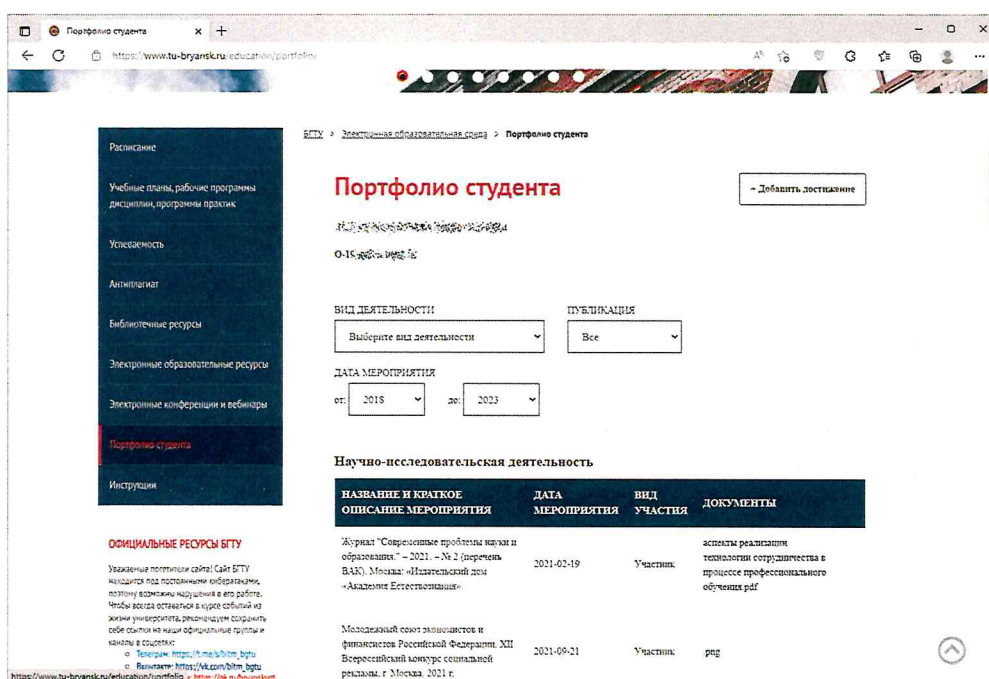 Портфолио студента
https://www.tu-bryansk.ru/education/portfolio/
БГТУ > Электронная образовательная среда > Портфолио студента
Расписание
Учебные планы, рабочие программы
дисциплин, программы практик
Успеваемость
Антиплагиат
Библиотечные ресурсы
Электронные образовательные ресурсы
Электронные конференции и вебинары
Портфолио студента
Инструкции
ОФИЦИАЛЬНЫЕ РЕСУРСЫ БГТУ
Уважаемые посетители сайта! Сайт БГТУ
находится под постоянными кибератаками,
поэтому возможны нарушения в его работе.
Чтобы всегда оставаться в курсе событий из
жизни университета, рекомендуем сохранить
себе ссылки на наши официальные группы и
каналы в соцсетях:
Телеграм: https://t.me/s/bitm_bgtu
Вконтакте: https://vk.com/bitm_bgtu
https://www.tu-bryansk.ru/education/portfolio
Портфолио студента
+ Добавить достижение
О-19
ВИД ДЕЯТЕЛЬНОСТИ
ПУБЛИКАЦИЯ
Выберите вид деятельности
Все
ДАТА МЕРОПРИЯТИЯ
от: 2018 до: 2023
Научно-исследовательская деятельность
НАЗВАНИЕ И КРАТКОЕ ОПИСАНИЕ МЕРОПРИЯТИЯ
ДАТА МЕРОПРИЯТИЯ
ВИД УЧАСТИЯ
ДОКУМЕНТЫ
Журнал "Современные проблемы науки и
образования." – 2021. – № 2 (перечень
ВАК). Москва: «Издательский дом
«Академия Естествознания».
2021-02-19
Участник
аспекты реализации
технологии сотрудничества в
процессе профессионального
обучения.pdf
Молодежный союз экономистов и
финансистов Российской Федерации. XII
Всероссийский конкурс социальной
рекламы, г. Москва, 2021 г.
2021-09-21
Участник
.png